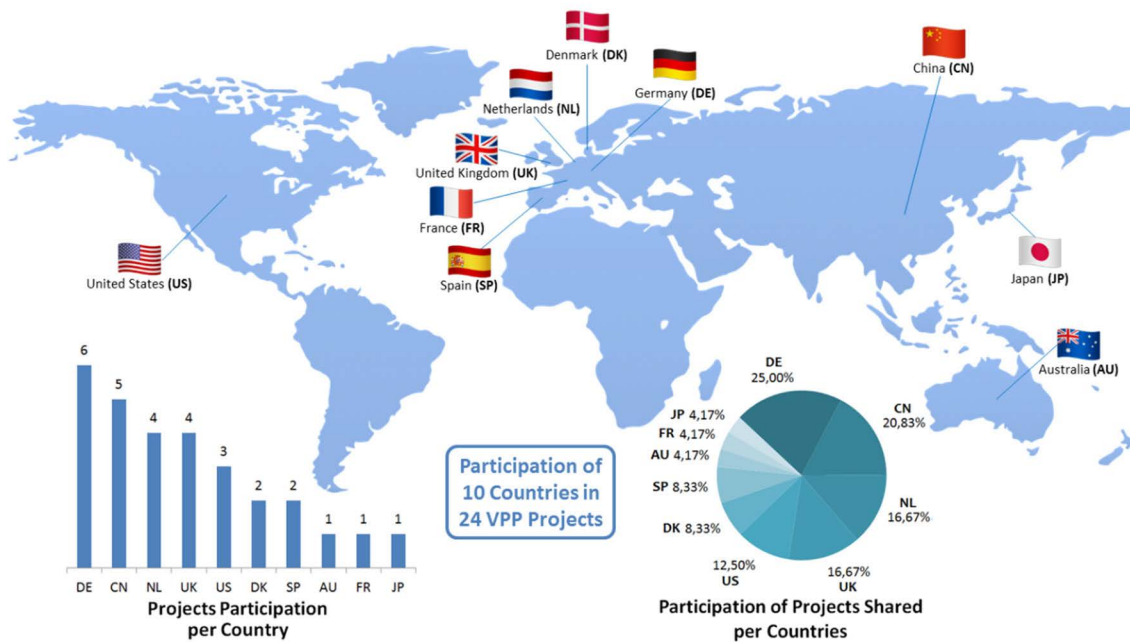 Denmark (DK)
Germany (DE)
China (CN)
Netherlands (NL)
United Kingdom (UK)
France (FR)
Spain (SP)
United States (US)
Japan (JP)
Australia (AU)
6
5
4
4
3
2
2
1
1
1
DE
CN
NL
UK
US
DK
SP
AU
FR
JP
Projects Participation
per Country
Participation of
10 Countries in
24 VPP Projects
DE
25,00%
CN
20,83%
NL
16,67%
16,67%
UK
12,50%
US
DK 8,33%
SP 8,33%
AU 4,17%
FR 4,17%
JP 4,17%
Participation of Projects Shared
per Countries